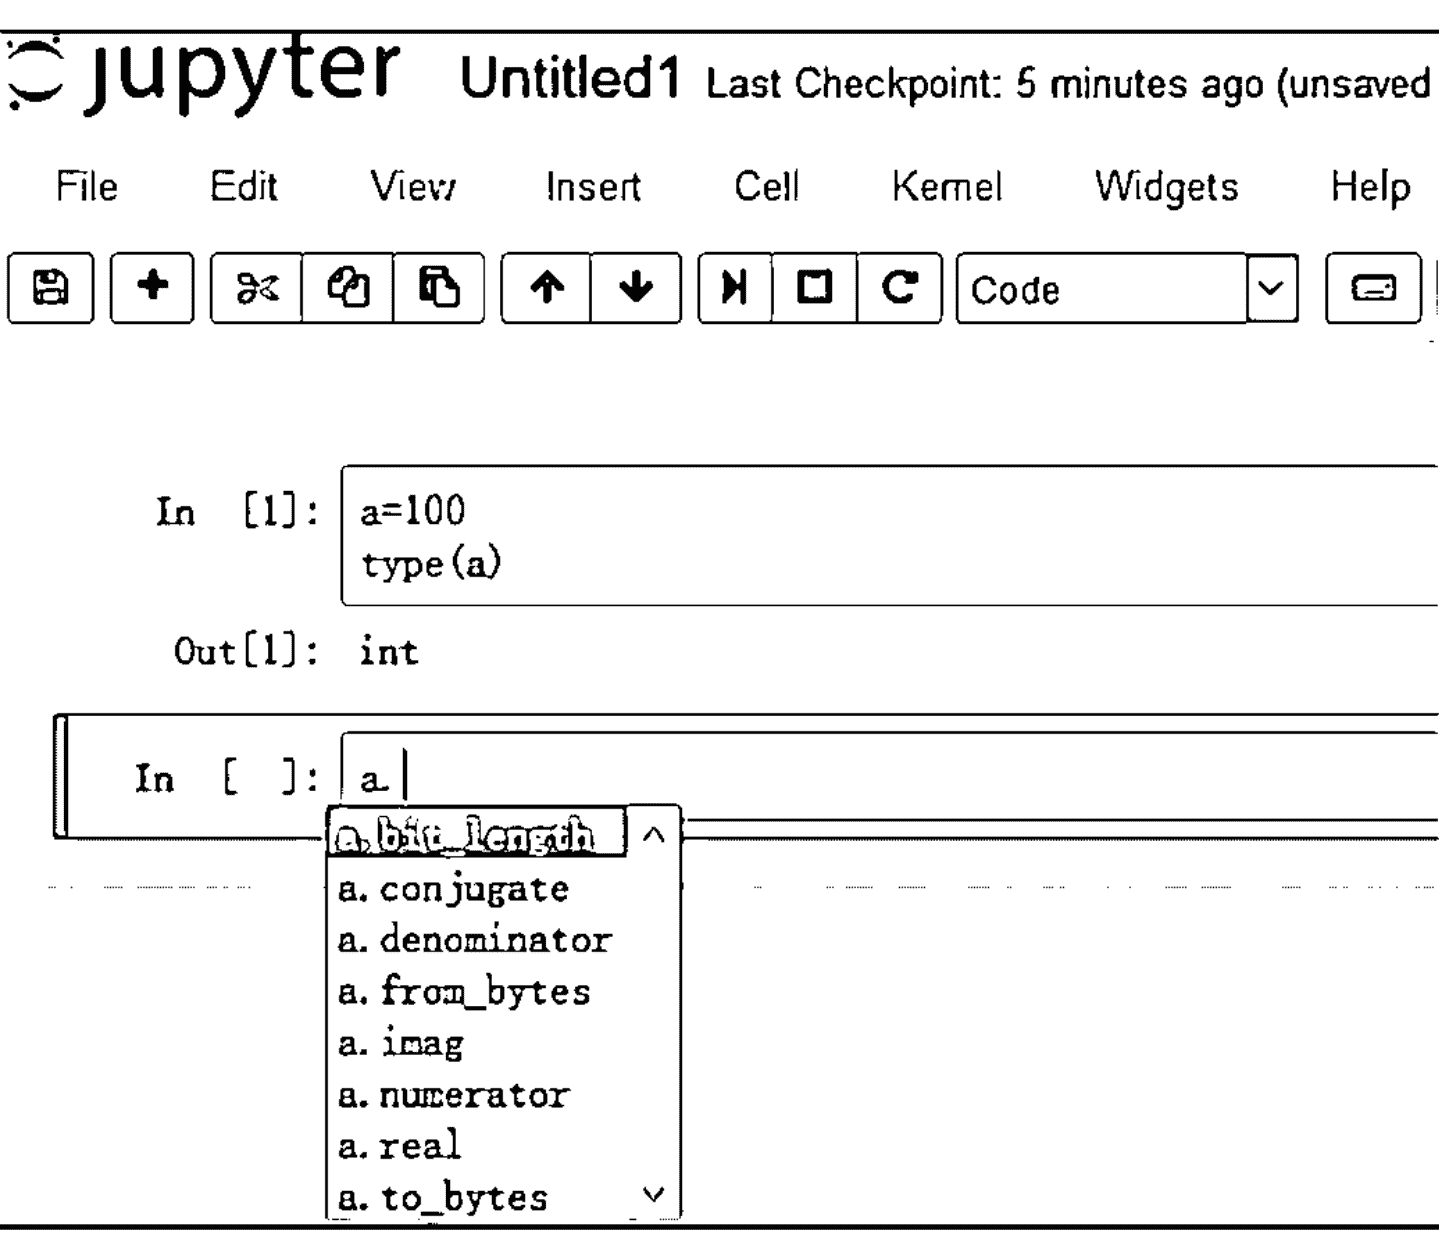 jupyter Untitled1 Last Checkpoint: 5 minutes ago (unsaved
File Edit View Insert Cell Kernel Widgets Help
Code
In [1]: a=100
type(a)
Out[1]: int
In [ ]: a.
a.bit_length
a.conjugate
a.denominator
a.from_bytes
a.imag
a.numerator
a.real
a.to_bytes